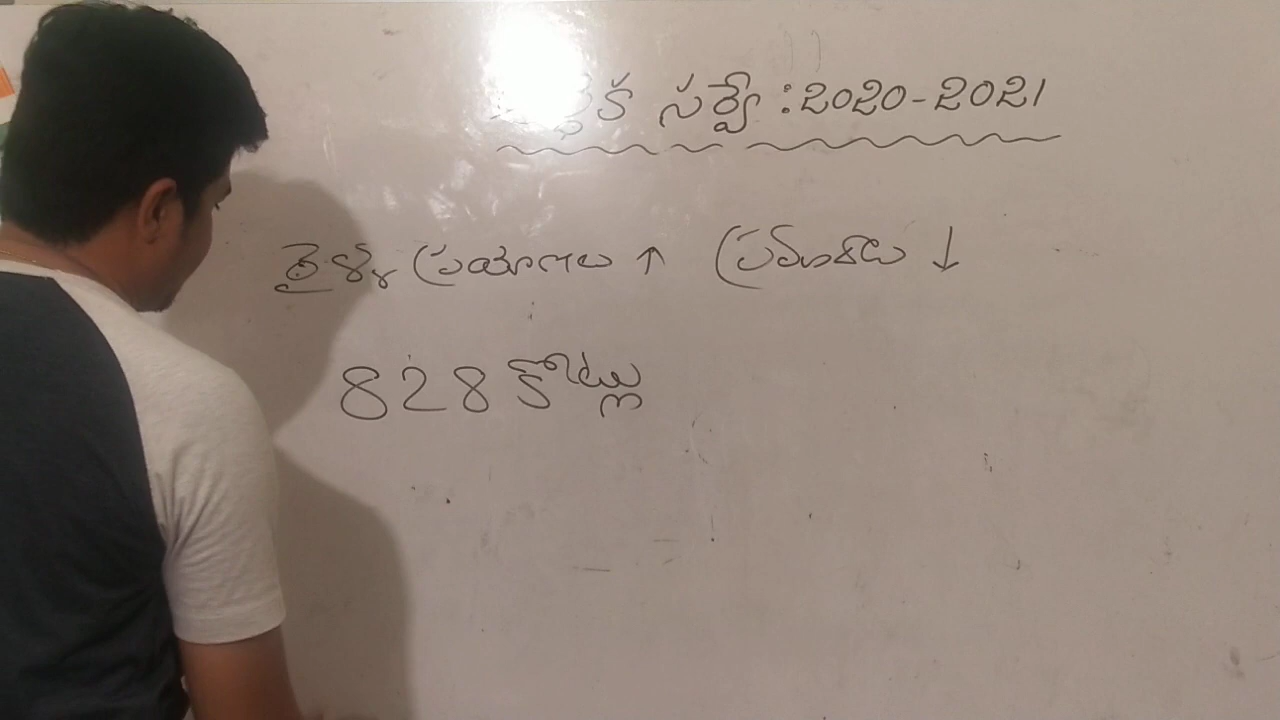 సర్వే : 2020-2021
రైల్వే ప్రయాణాలు ↑ ప్రమాదాలు ↓
828 కోట్లు